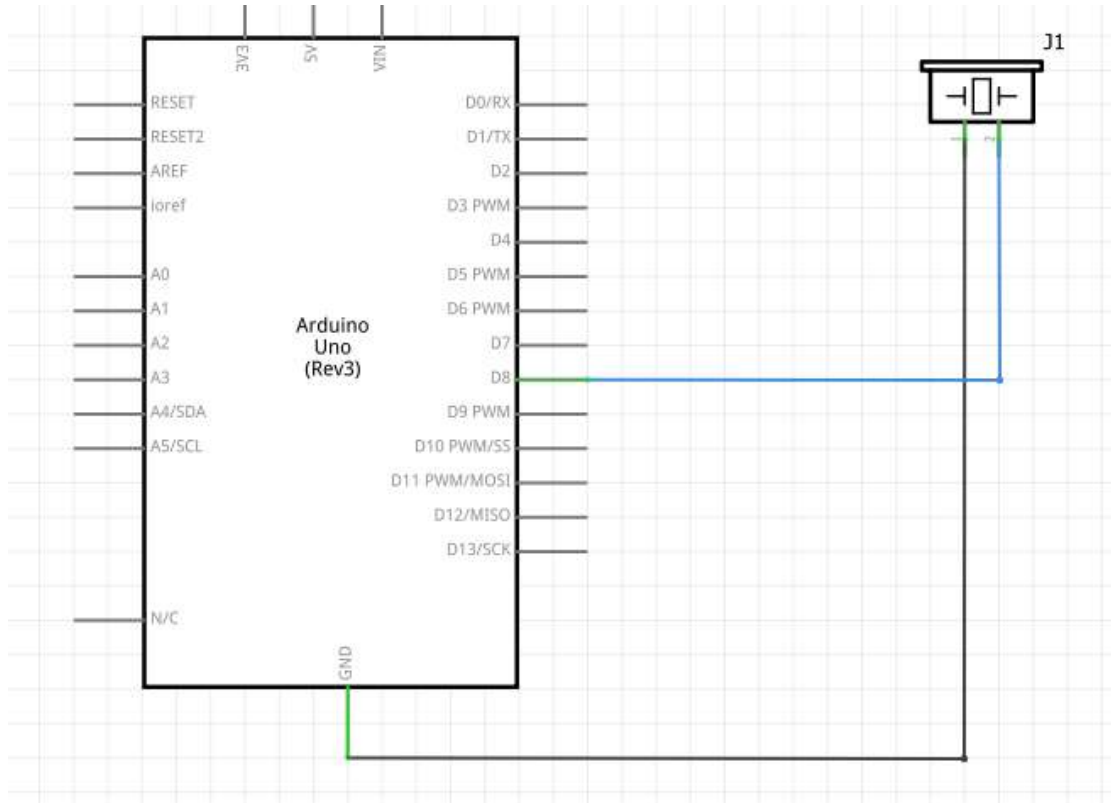 3V3
5V
VIN
J1
RESET
D0/RX
RESET2
D1/TX
1
2
AREF
D2
ioref
D3 PWM
D4
A0
D5 PWM
A1
D6 PWM
Arduino
Uno
(Rev3)
A2
D7
A3
D8
A4/SDA
D9 PWM
A5/SCL
D10 PWM/SS
D11 PWM/MOSI
D12/MISO
D13/SCK
N/C
GND